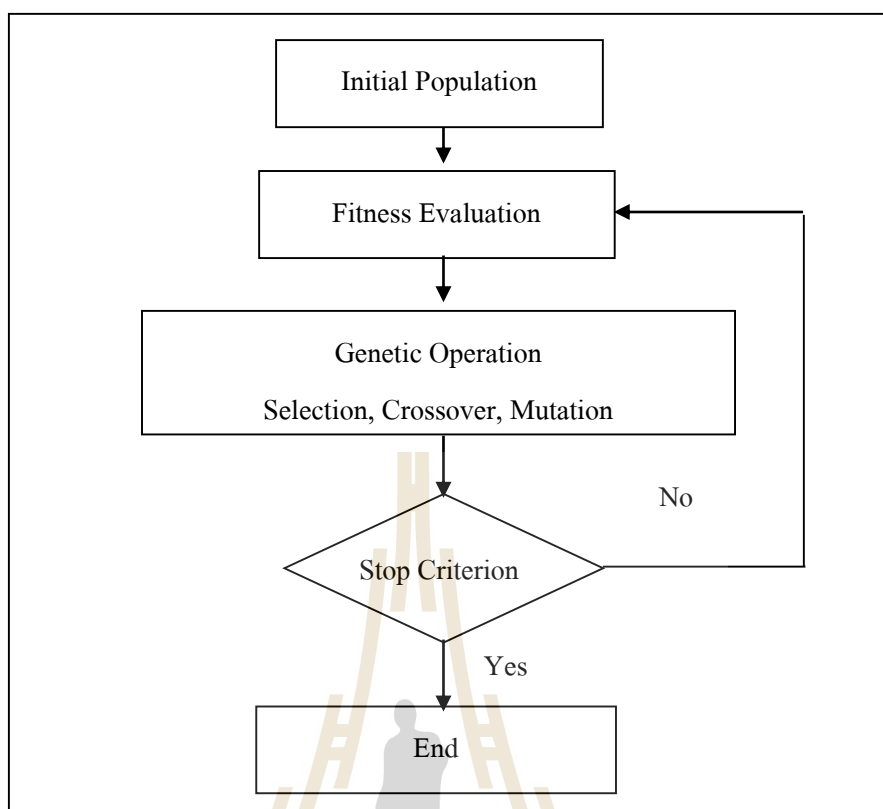 Initial Population
Fitness Evaluation
Genetic Operation
Selection, Crossover, Mutation
No
Stop Criterion
Yes
End